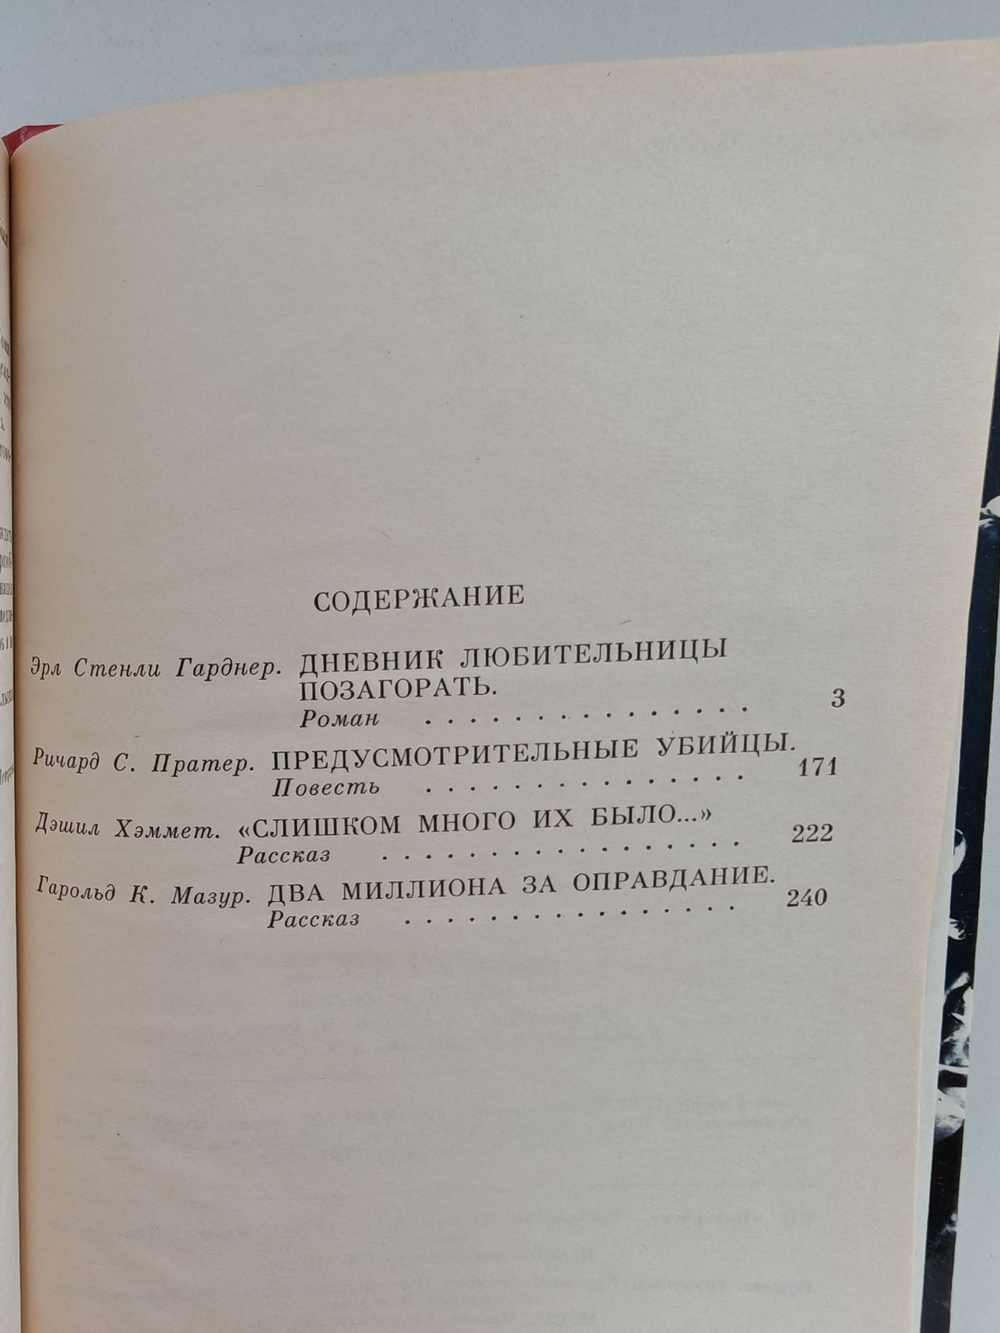 СОДЕРЖАНИЕ
Эрл Стенли Гарднер. ДНЕВНИК ЛЮБИТЕЛЬНИЦЫ
ПОЗАГОРАТЬ.
Роман . . . . . . . . . . . . . . . 3
Ричард С. Пратер. ПРЕДУСМОТРИТЕЛЬНЫЕ УБИЙЦЫ.
Повесть . . . . . . . . . . . . . . . 171
Дэшил Хэммет. «СЛИШКОМ МНОГО ИХ БЫЛО...»
Рассказ . . . . . . . . . . . . . . . . . 222
Гарольд К. Мазур. ДВА МИЛЛИОНА ЗА ОПРАВДАНИЕ.
Рассказ . . . . . . . . . . . . . . . . 240